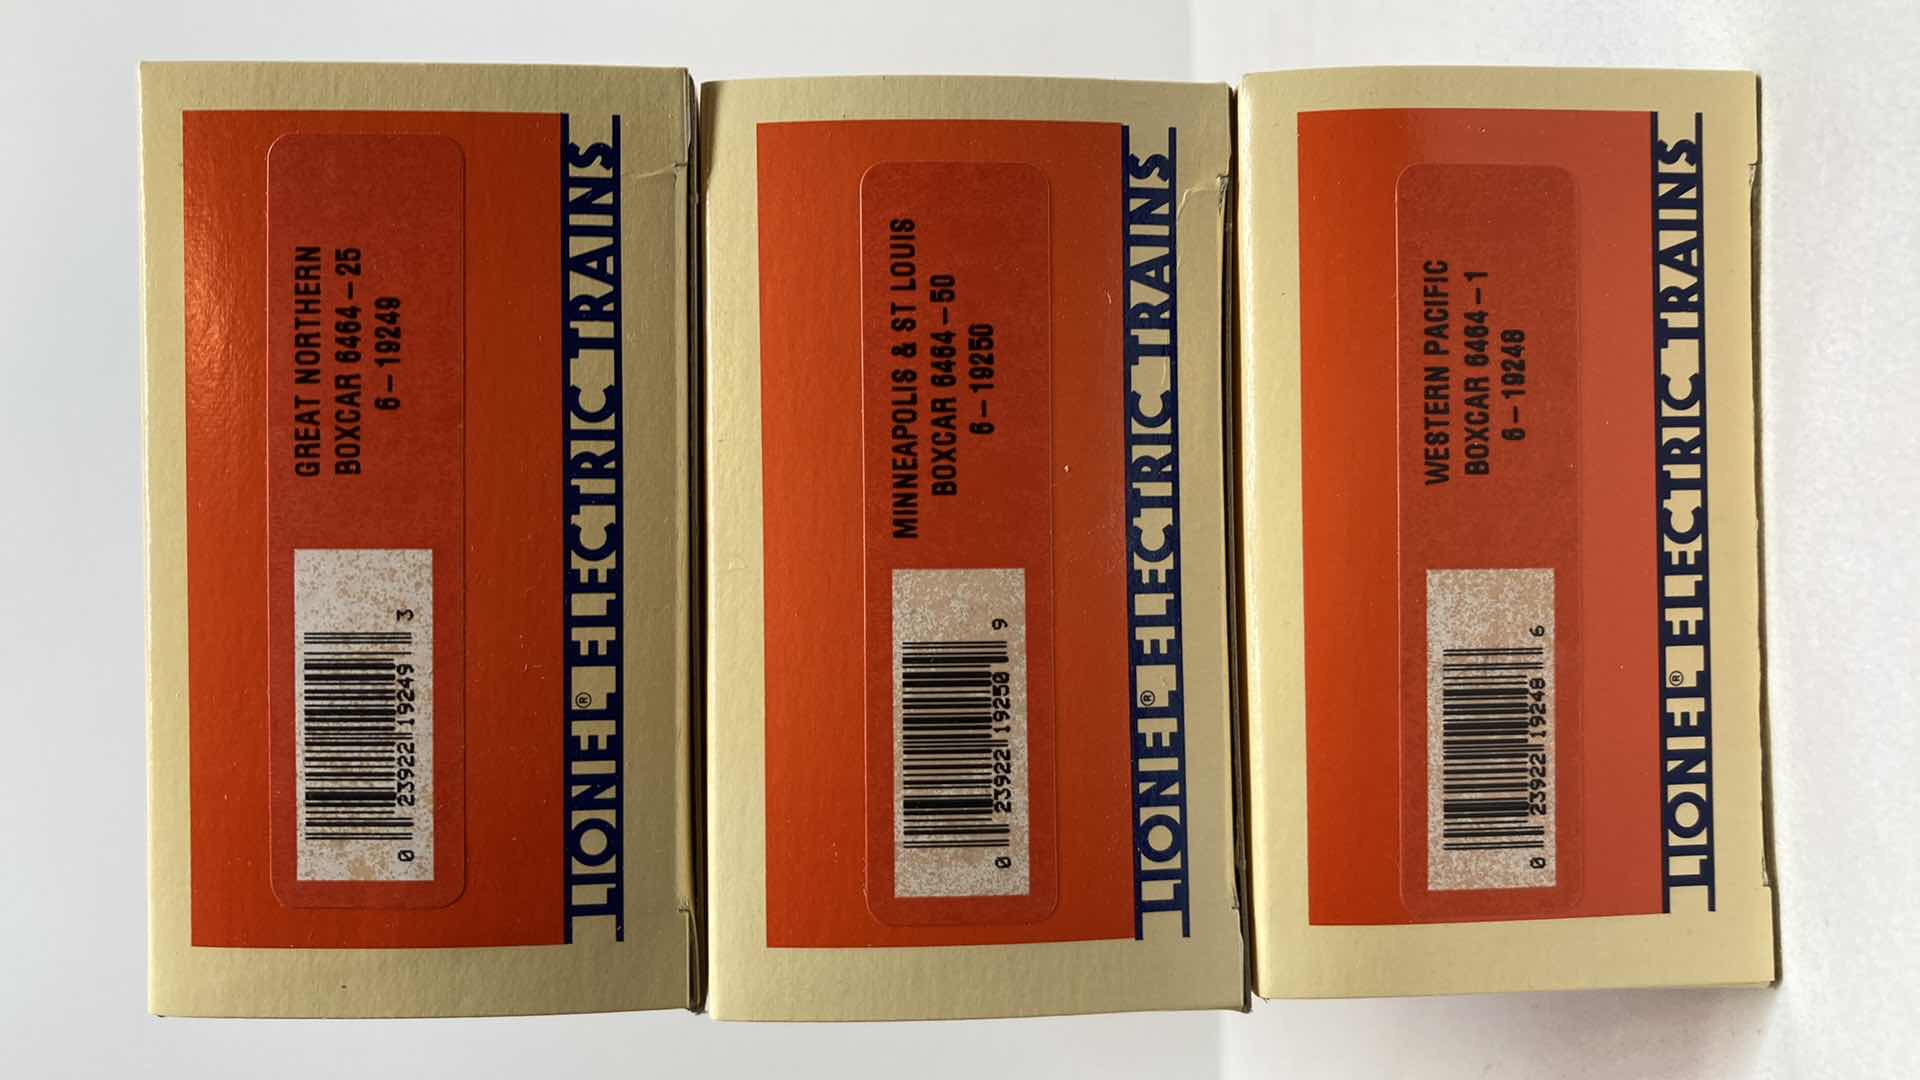 GREAT NORTHERN
BOXCAR 6464-25
6-19249
0 23922 19249 3
LIONEL® ELECTRIC TRAINS
MINNEAPOLIS & ST LOUIS
BOXCAR 6464-50
6-19250
0 23922 19250 9
LIONEL® ELECTRIC TRAINS
WESTERN PACIFIC
BOXCAR 6464-1
6-19248
0 23922 19248 6
LIONEL® ELECTRIC TRAINS